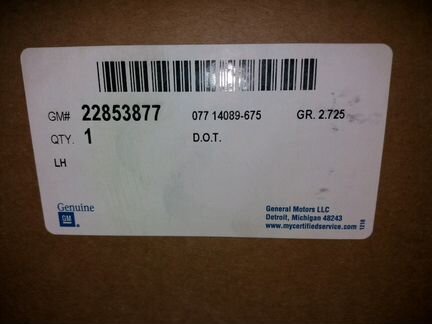 GM# 22853877 077 14089-675 GR. 2.725
QTY. 1 D.O.T.
LH
Genuine
GM
General Motors LLC
Detroit, Michigan 48243
www.mycertifiedservice.com
1210